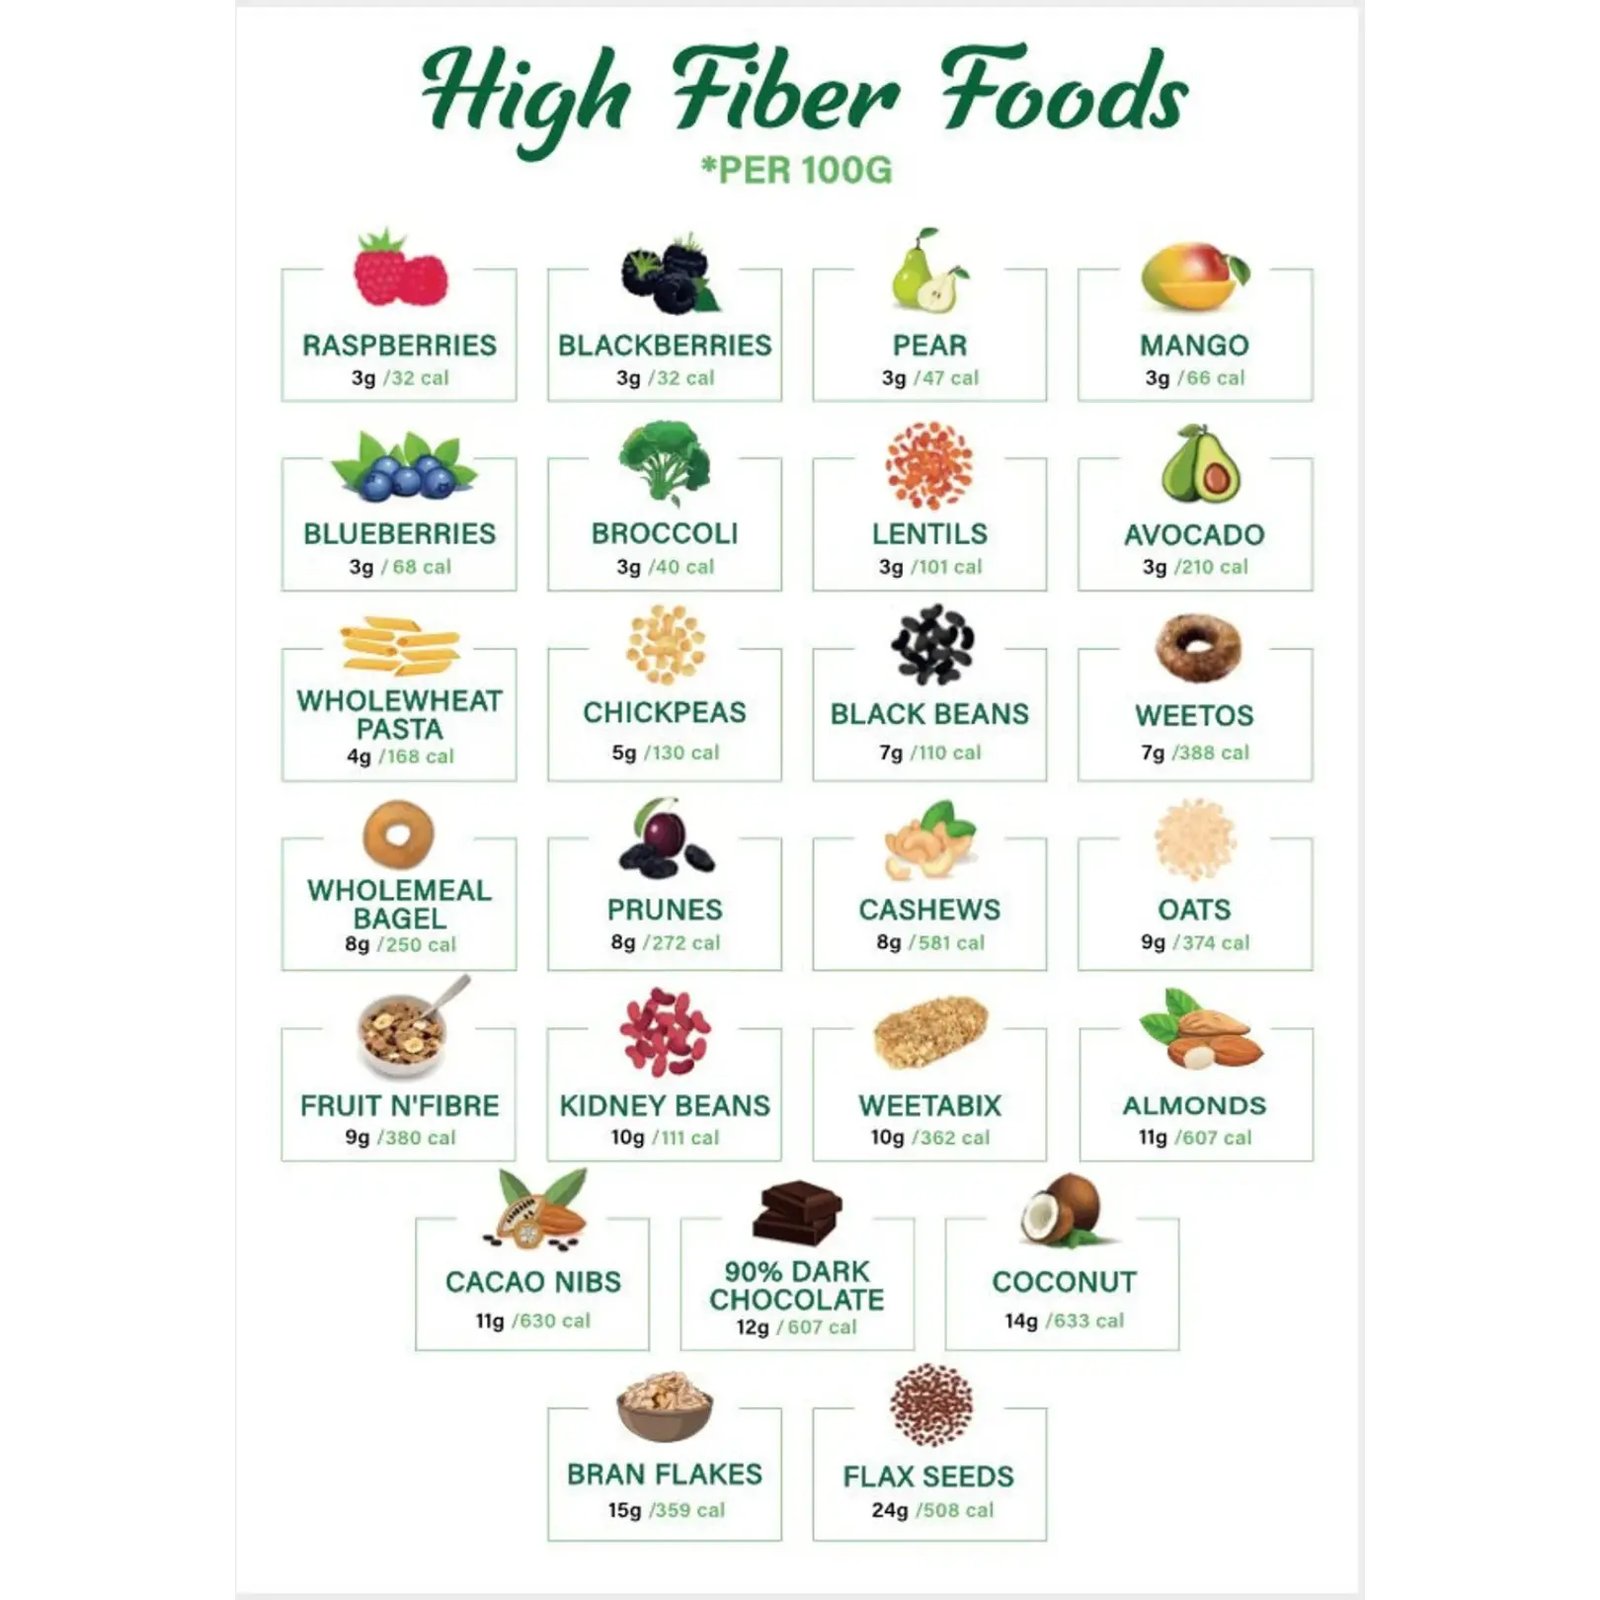 High Fiber Foods
*PER 100G
RASPBERRIES
3g /32 cal
BLACKBERRIES
3g /32 cal
PEAR
3g /47 cal
MANGO
3g /66 cal
BLUEBERRIES
3g / 68 cal
BROCCOLI
3g /40 cal
LENTILS
3g /101 cal
AVOCADO
3g /210 cal
WHOLEWHEAT
PASTA
4g /168 cal
CHICKPEAS
5g /130 cal
BLACK BEANS
7g /110 cal
WEETOS
7g /388 cal
WHOLEMEAL
BAGEL
8g /250 cal
PRUNES
8g /272 cal
CASHEWS
8g /581 cal
OATS
9g /374 cal
FRUIT N'FIBRE
9g /380 cal
KIDNEY BEANS
10g /111 cal
WEETABIX
10g /362 cal
ALMONDS
11g /607 cal
CACAO NIBS
11g /630 cal
90% DARK
CHOCOLATE
12g / 607 cal
COCONUT
14g /633 cal
BRAN FLAKES
15g /359 cal
FLAX SEEDS
24g /508 cal